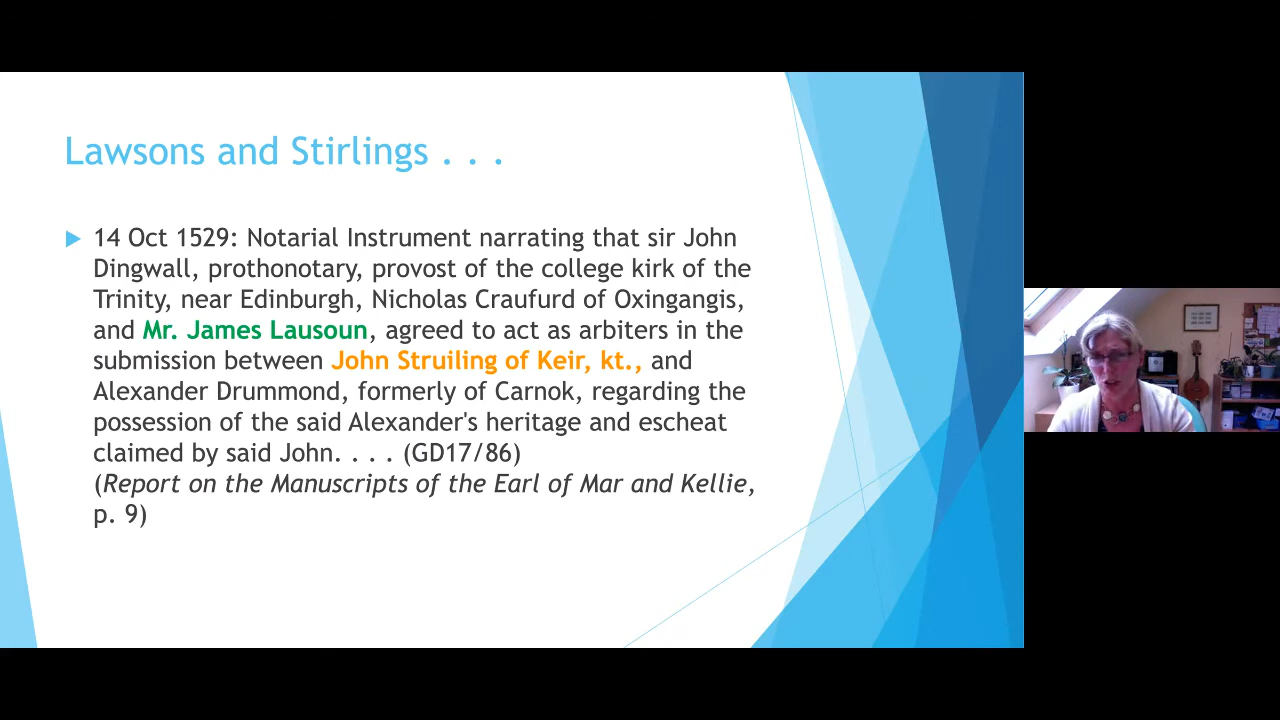 Lawsons and Stirlings . . .
14 Oct 1529: Notarial Instrument narrating that sir John
Dingwall, prothonotary, provost of the college kirk of the
Trinity, near Edinburgh, Nicholas Craufurd of Oxingangis,
and Mr. James Lausoun, agreed to act as arbiters in the
submission between John Struiling of Keir, kt., and
Alexander Drummond, formerly of Carnok, regarding the
possession of the said Alexander's heritage and escheat
claimed by said John. . . . (GD17/86)
(Report on the Manuscripts of the Earl of Mar and Kellie,
p. 9)